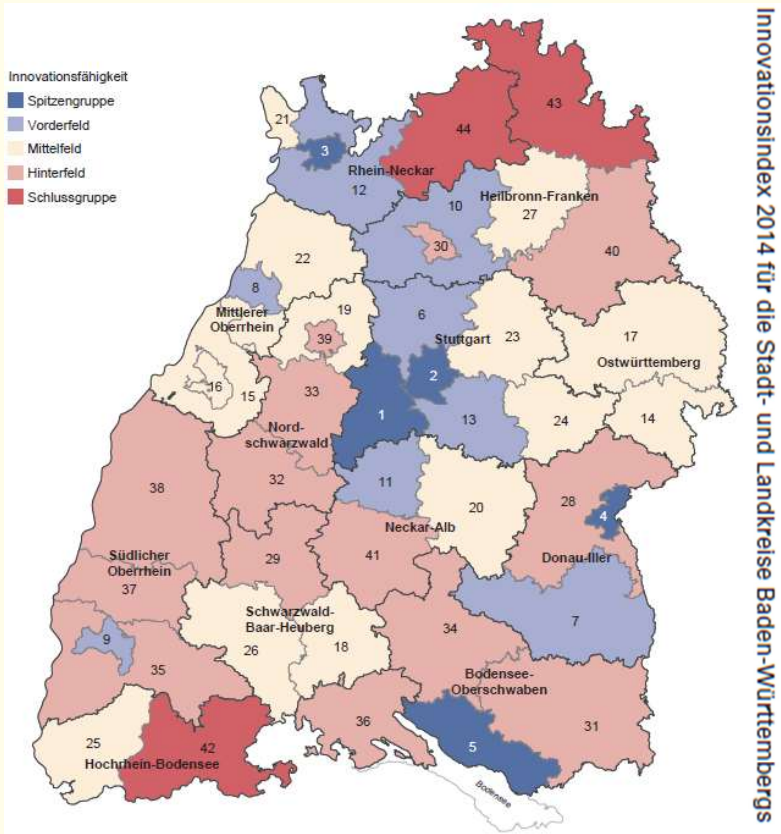 Innovationsindex 2014 für die Stadt- und Landkreise Baden-Württembergs
Innovationsfähigkeit
Spitzengruppe
Vorderfeld
Mittelfeld
Hinterfeld
Schlussgruppe
43
21
44
3
Rhein-Neckar
12
10
Heilbronn-Franken
27
30
40
22
8
19
6
Mittlerer
Oberrhein
39
Stuttgart
23
17
Ostwürttemberg
2
16
15
33
1
13
24
14
Nord-
schwarzwald
38
32
11
20
28
4
Neckar-Alb
29
41
Donau-Iller
Südlicher
Oberrhein
37
Schwarzwald-
Baar-Heuberg
34
7
9
26
18
35
Bodensee-
Oberschwaben
36
31
25
42
5
Hochrhein-Bodensee
Bodensee